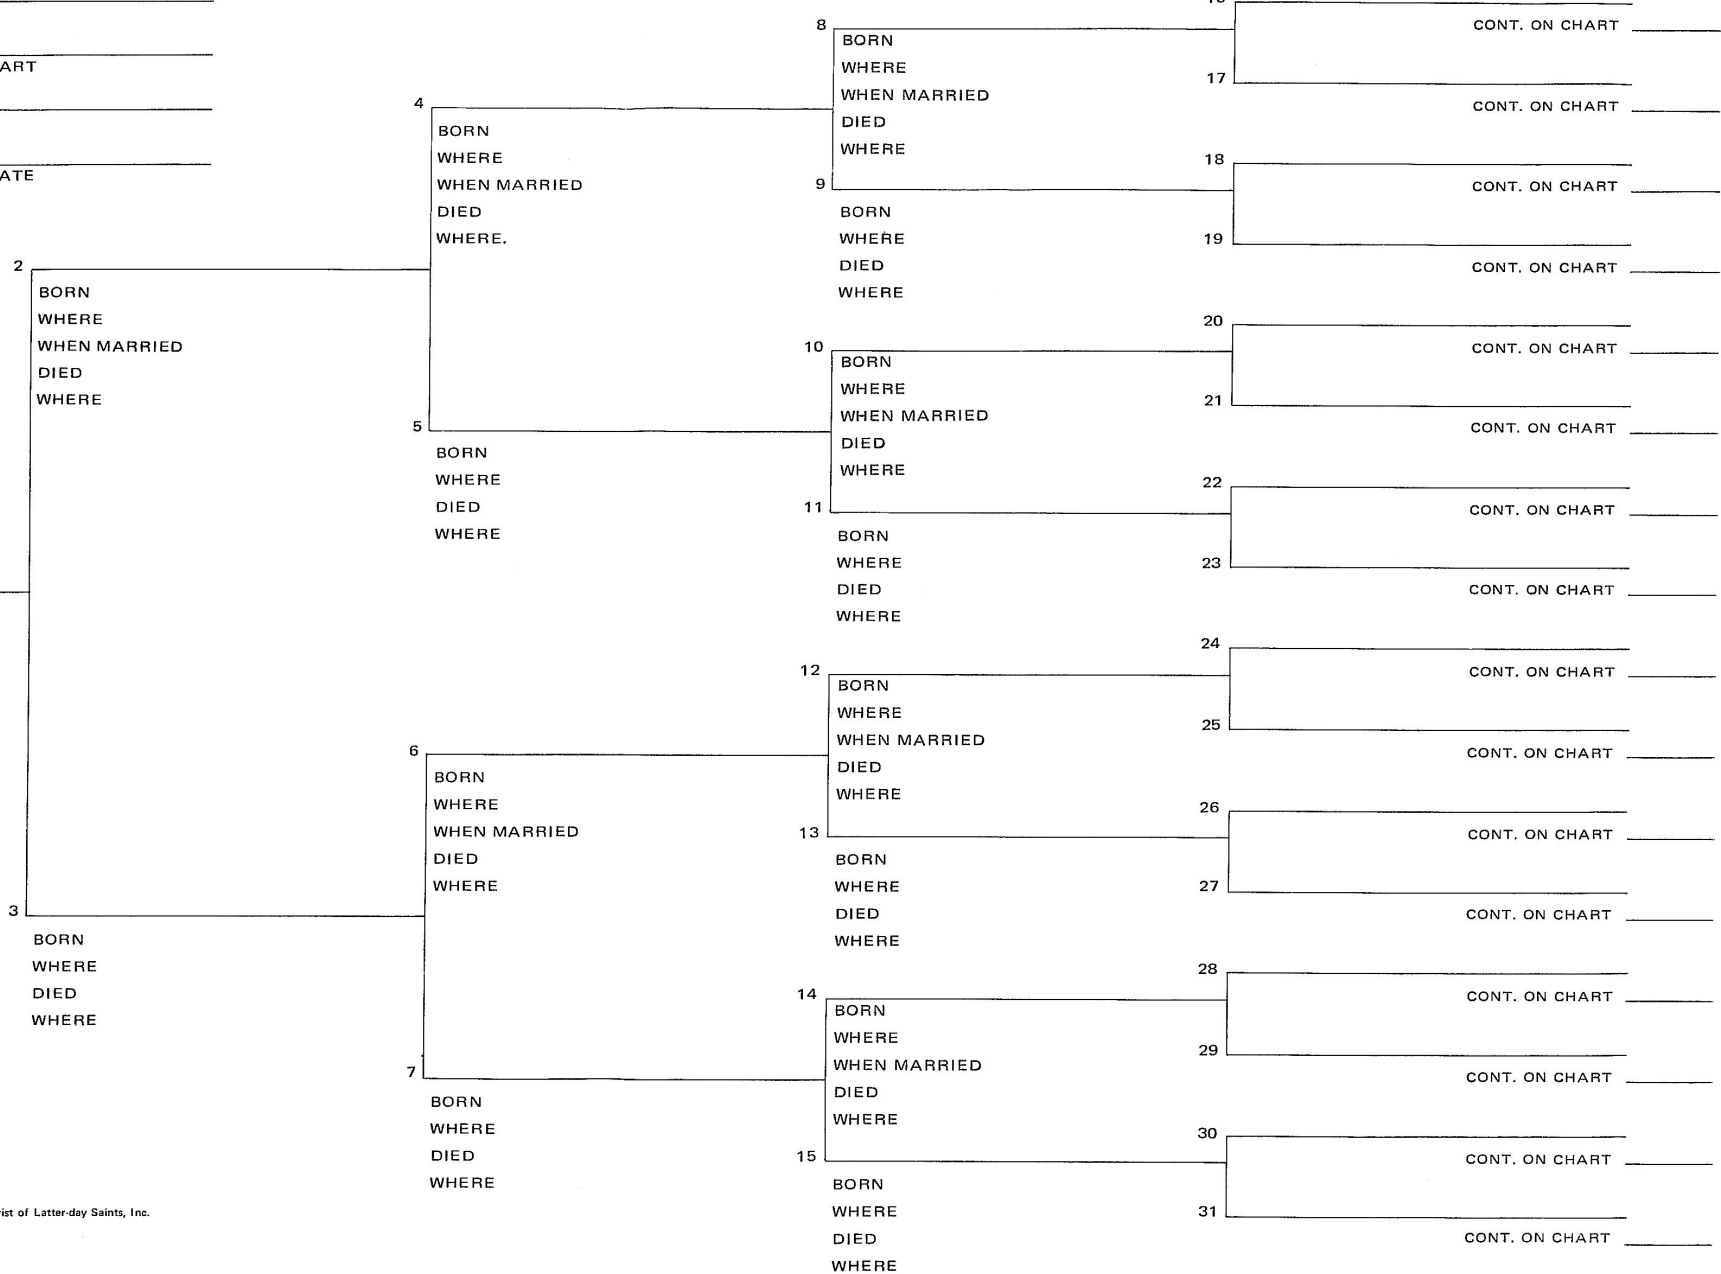 ART
ATE
2
BORN
WHERE
WHEN MARRIED
DIED
WHERE
3
BORN
WHERE
DIED
WHERE
rist of Latter-day Saints, Inc.
4
BORN
WHERE
WHEN MARRIED
DIED
WHERE.
5
BORN
WHERE
DIED
WHERE
6
BORN
WHERE
WHEN MARRIED
DIED
WHERE
7
BORN
WHERE
DIED
WHERE
8
BORN
WHERE
WHEN MARRIED
DIED
WHERE
9
BORN
WHERE
DIED
WHERE
10
BORN
WHERE
WHEN MARRIED
DIED
WHERE
11
BORN
WHERE
DIED
WHERE
12
BORN
WHERE
WHEN MARRIED
DIED
WHERE
13
BORN
WHERE
DIED
WHERE
14
BORN
WHERE
WHEN MARRIED
DIED
WHERE
15
BORN
WHERE
DIED
WHERE
CONT. ON CHART
17
CONT. ON CHART
18
CONT. ON CHART
19
CONT. ON CHART
20
CONT. ON CHART
21
CONT. ON CHART
22
CONT. ON CHART
23
CONT. ON CHART
24
CONT. ON CHART
25
CONT. ON CHART
26
CONT. ON CHART
27
CONT. ON CHART
28
CONT. ON CHART
29
CONT. ON CHART
30
CONT. ON CHART
31
CONT. ON CHART